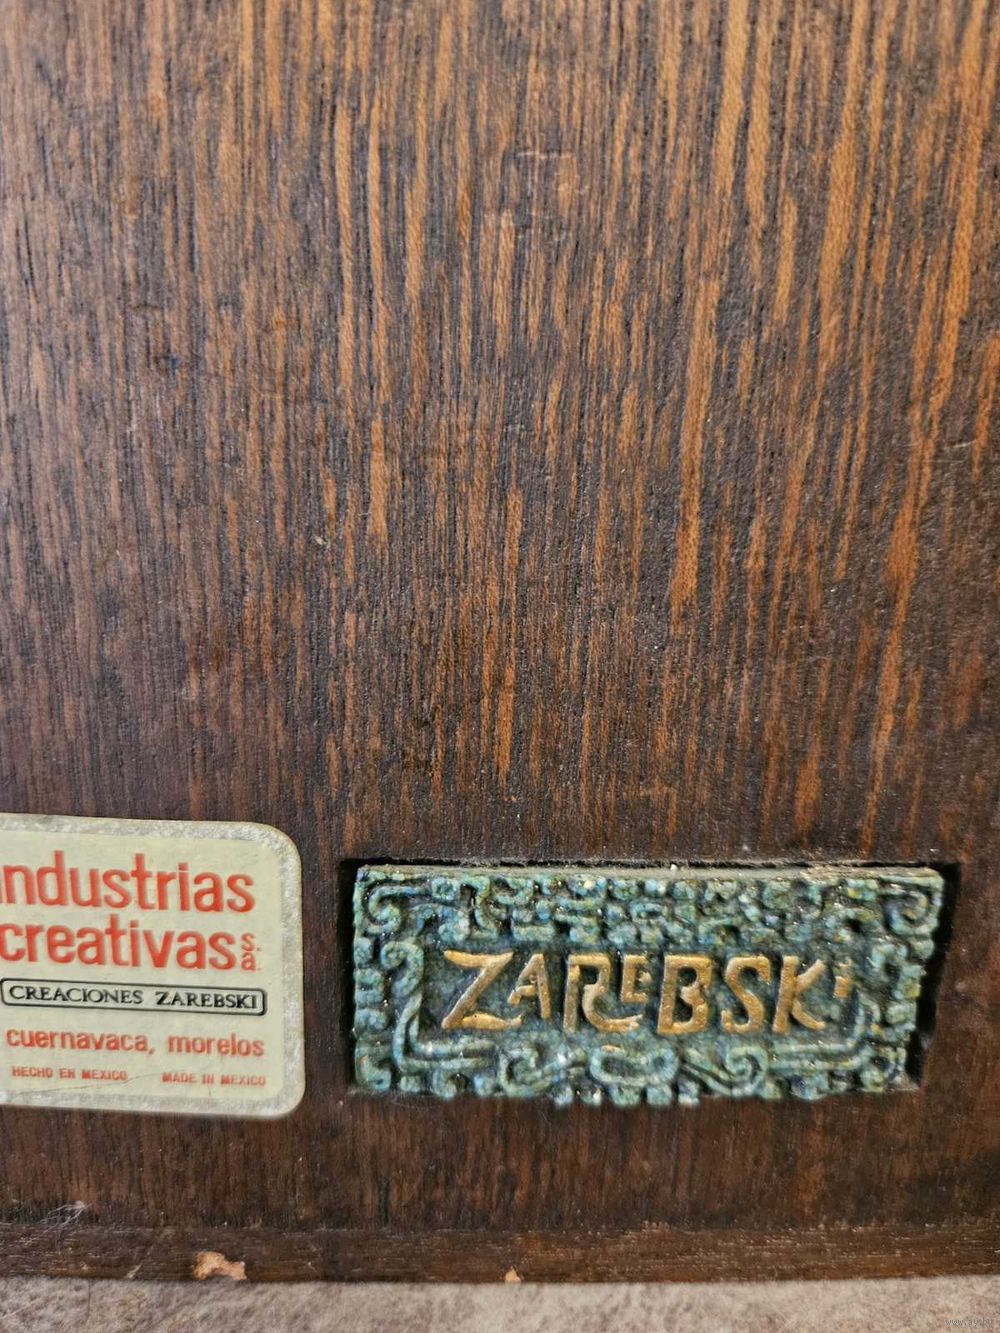 industrias
creativas s.a.
CREACIONES ZAREBSKI
cuernavaca, morelos
HECHO EN MEXICO MADE IN MEXICO
ZAREBSKI